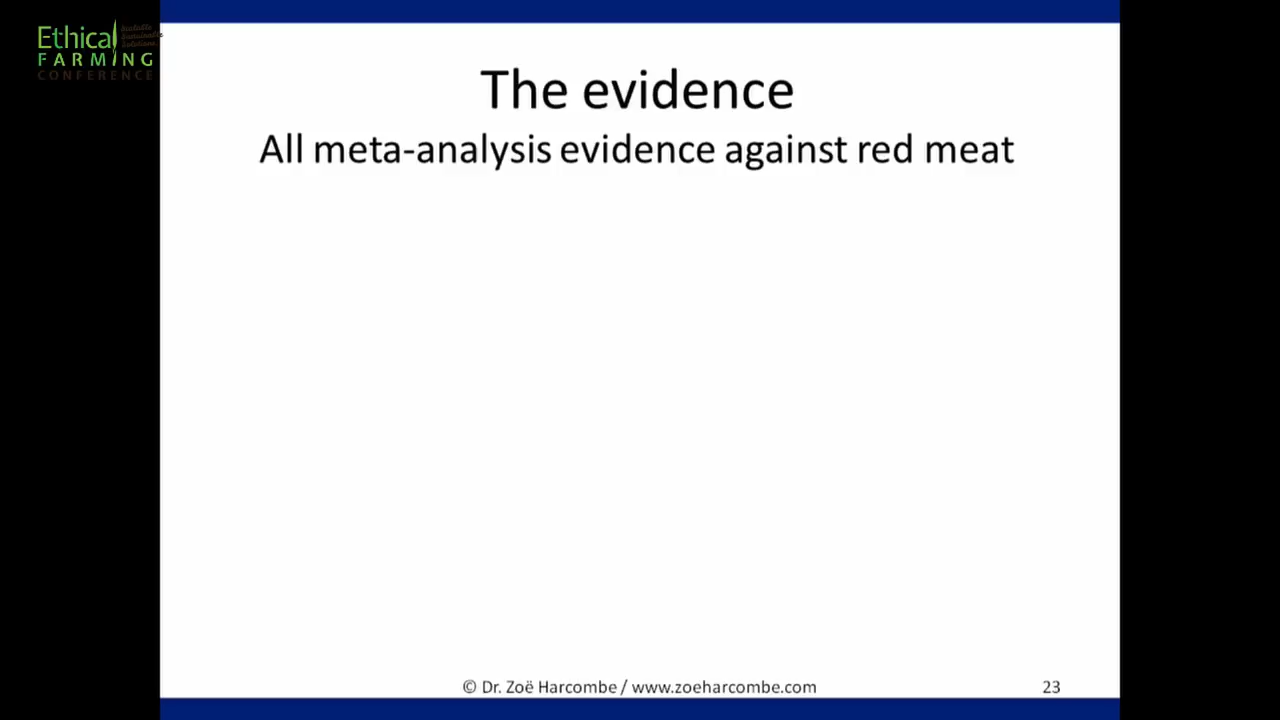 Ethical
FARMING
CONFERENCE
The evidence
All meta-analysis evidence against red meat
© Dr. Zoë Harcombe / www.zoeharcombe.com
23